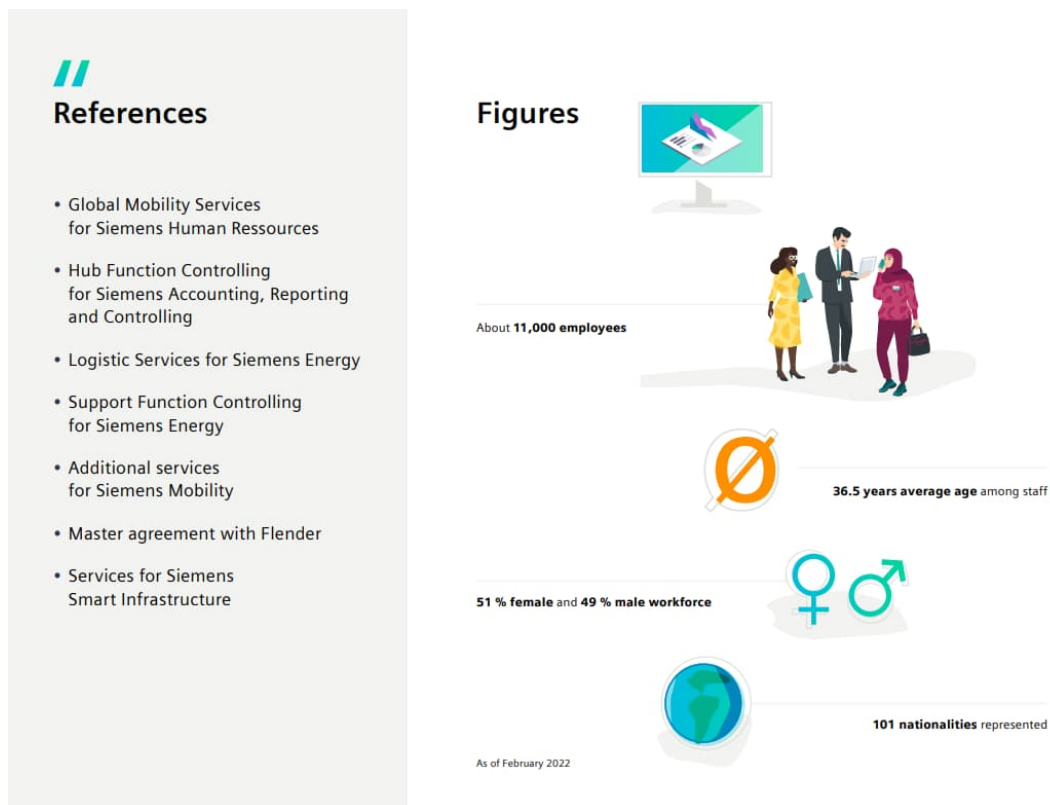 References
• Global Mobility Services
for Siemens Human Ressources
• Hub Function Controlling
for Siemens Accounting, Reporting
and Controlling
• Logistic Services for Siemens Energy
• Support Function Controlling
for Siemens Energy
• Additional services
for Siemens Mobility
• Master agreement with Flender
• Services for Siemens
Smart Infrastructure
Figures
About 11,000 employees
36.5 years average age among staff
51 % female and 49 % male workforce
101 nationalities represented
As of February 2022